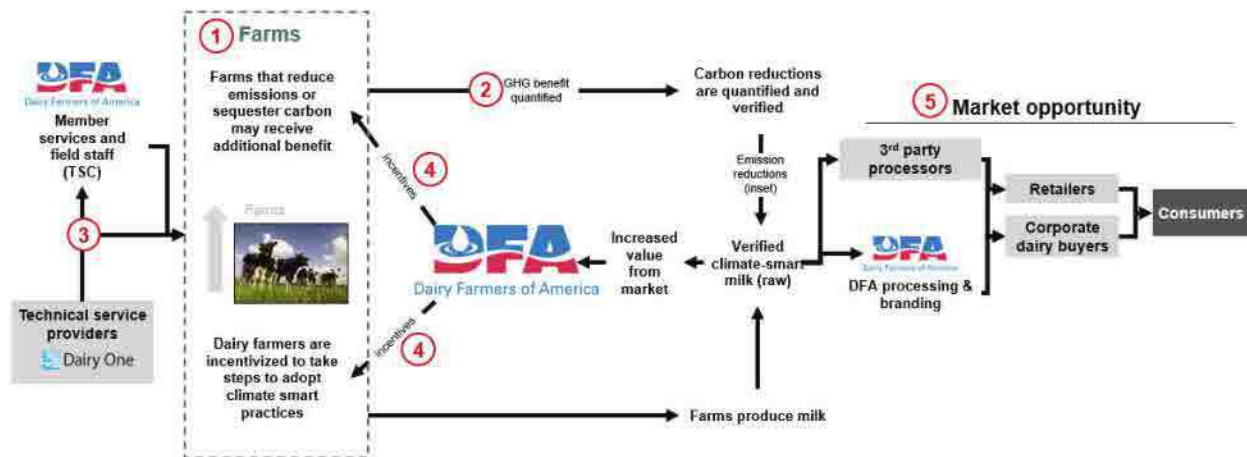 DFA
Dairy Farmers of America
Member
services and
field staff
(TSC)
3
Technical service
providers
Dairy One
1 Farms
Farms that reduce
emissions or
sequester carbon
may receive
additional benefit
Farms
Dairy farmers are
incentivized to take
steps to adopt
climate smart
practices
2 GHG benefit
quantified
Carbon reductions
are quantified and
verified
Emission
reductions
(inset)
4
incentives
DFA
Dairy Farmers of America
incentives
4
Increased
value from
market
Verified
climate-smart
milk (raw)
Farms produce milk
5 Market opportunity
3rd party
processors
DFA
Dairy Farmers of America
DFA processing &
branding
Retailers
Corporate
dairy buyers
Consumers